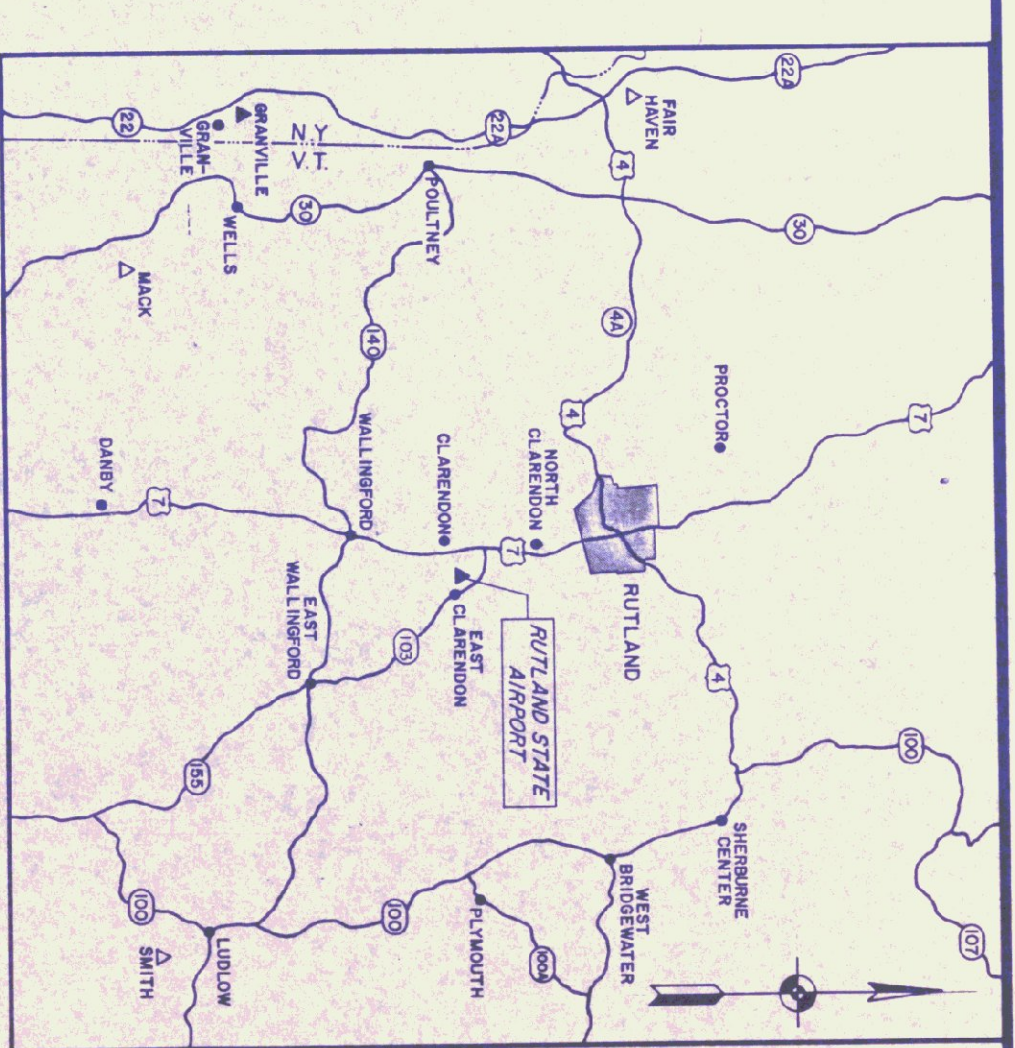 107
7
100
30
22A
SHERBURNE
CENTER
PROCTOR
4
FAIR
HAVEN
4
4A
RUTLAND
WEST
BRIDGEWATER
4
NORTH
CLARENDON
RUTLAND STATE
AIRPORT
100A
7
22A
EAST
CLARENDON
PLYMOUTH
CLARENDON
POULTNEY
103
100
140
WALLINGFORD
N.Y.
V.T.
30
EAST
WALLINGFORD
GRANVILLE
GRAN-
VILLE
WELLS
LUDLOW
155
7
SMITH
MACK
100
22
DANBY